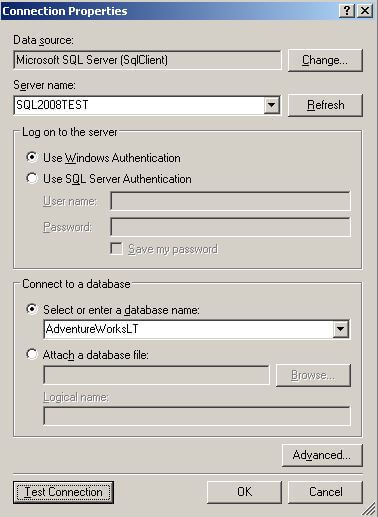 Connection Properties
Data source:
Microsoft SQL Server (SqlClient)
Change...
Server name:
SQL2008TEST
Refresh
Log on to the server
Use Windows Authentication
Use SQL Server Authentication
User name:
Password:
Save my password
Connect to a database
Select or enter a database name:
AdventureWorksLT
Attach a database file:
Browse...
Logical name:
Advanced...
Test Connection
OK
Cancel